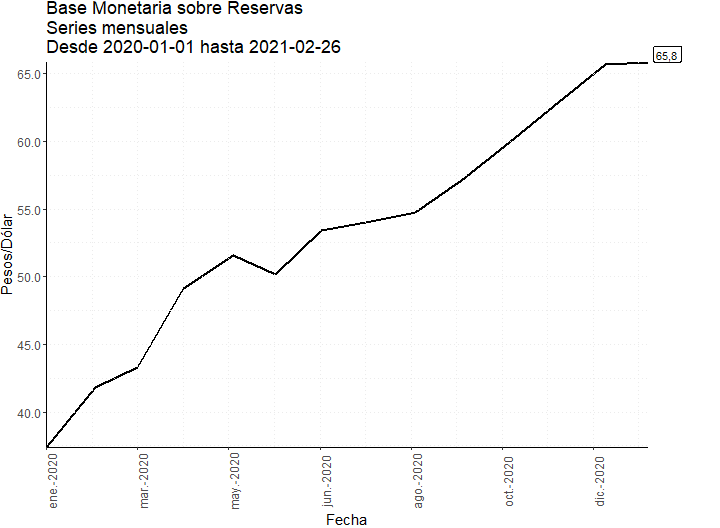 Base Monetaria sobre Reservas
Series mensuales
Desde 2020-01-01 hasta 2021-02-26
65,8
65.0
60.0
55.0
50.0
45.0
40.0
Pesos/Dólar
ene.-2020
mar.-2020
may.-2020
jun.-2020
ago.-2020
oct.-2020
dic.-2020
Fecha